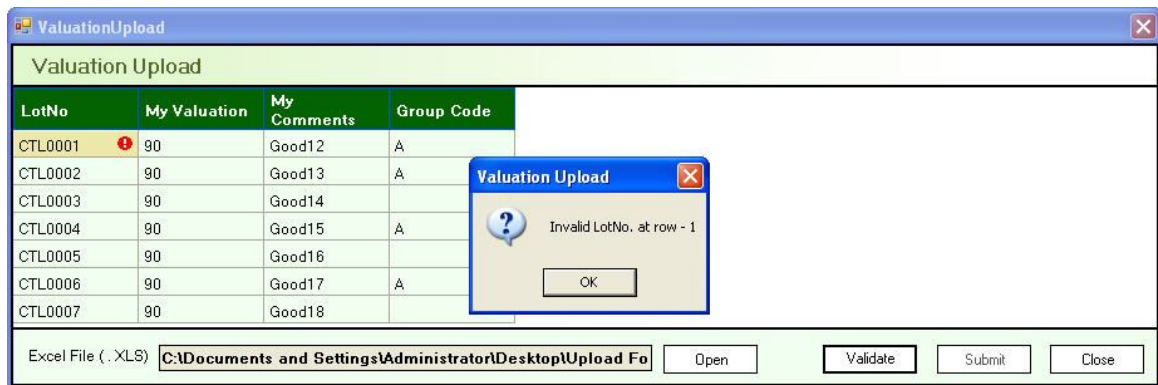 ValuationUpload
Valuation Upload
LotNo My Valuation My Comments Group Code
CTL0001 90 Good12 A
CTL0002 90 Good13 A
CTL0003 90 Good14
CTL0004 90 Good15 A
CTL0005 90 Good16
CTL0006 90 Good17 A
CTL0007 90 Good18
Valuation Upload
Invalid LotNo. at row - 1
OK
Excel File ( . XLS) C:\Documents and Settings\Administrator\Desktop\Upload Fo Open Validate Submit Close